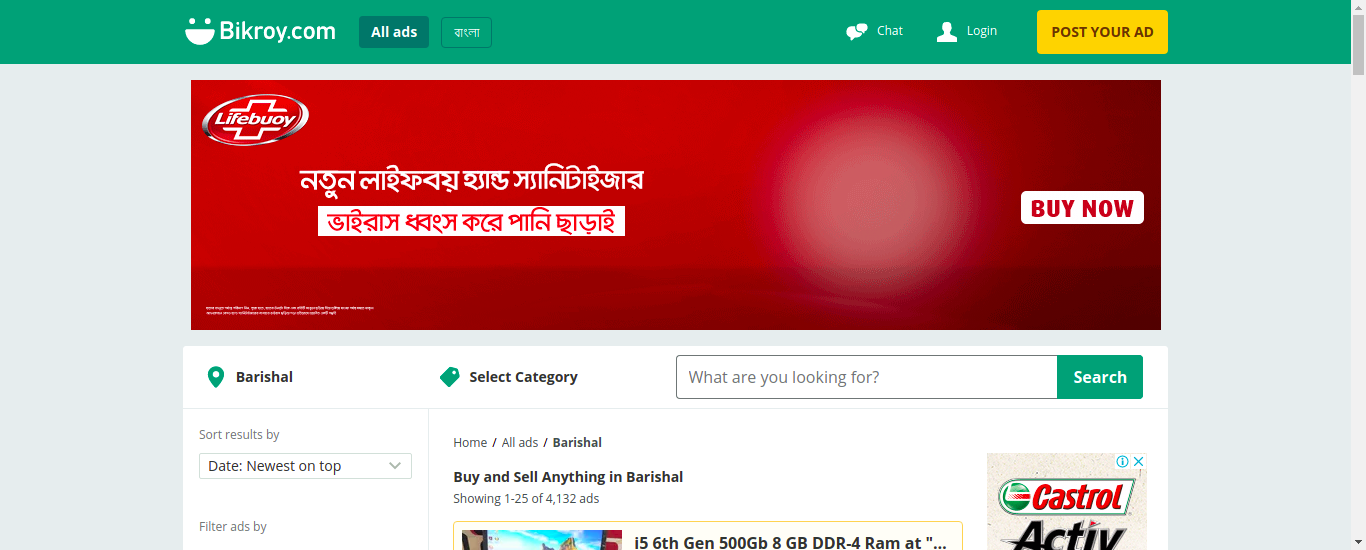 Bikroy.com
All ads
বাংলা
Chat
Login
POST YOUR AD
Lifebuoy
নতুন লাইফবয় হ্যান্ড স্যানিটাইজার
ভাইরাস ধ্বংস করে পানি ছাড়াই
BUY NOW
Barishal
Select Category
What are you looking for?
Search
Sort results by
Date: Newest on top
Filter ads by
Home / All ads / Barishal
Buy and Sell Anything in Barishal
Showing 1-25 of 4,132 ads
i5 6th Gen 500Gb 8 GB DDR-4 Ram at "...
Castrol
Activ